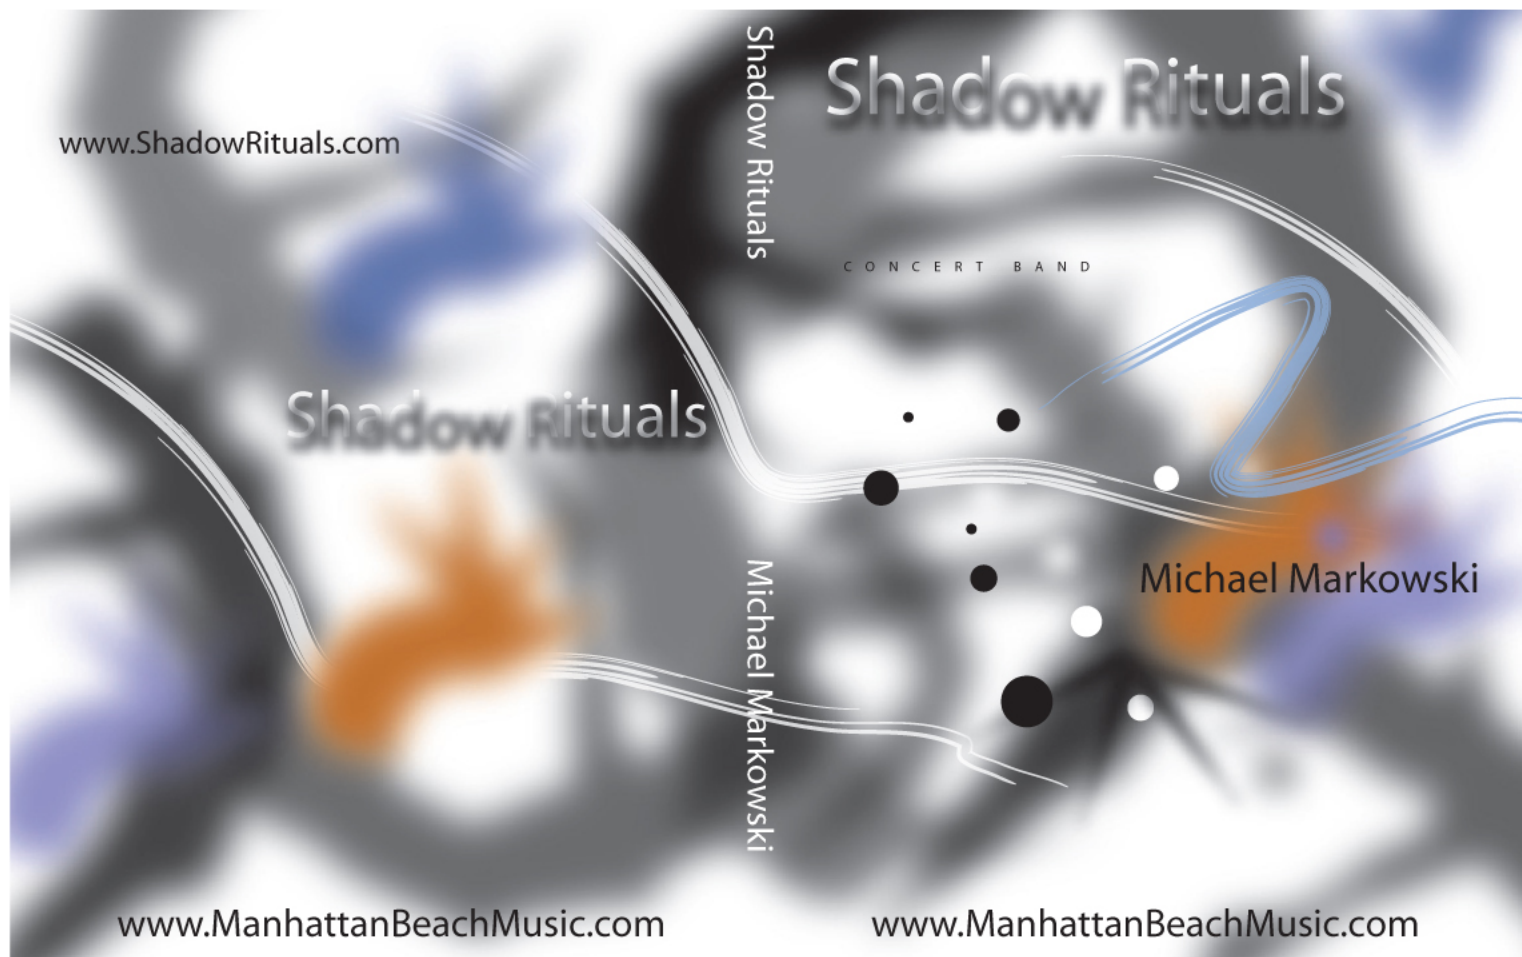 www.ShadowRituals.com
Shadow Rituals
www.ManhattanBeachMusic.com
Shadow Rituals
Michael Markowski
Shadow Rituals
CONCERT BAND
Michael Markowski
www.ManhattanBeachMusic.com